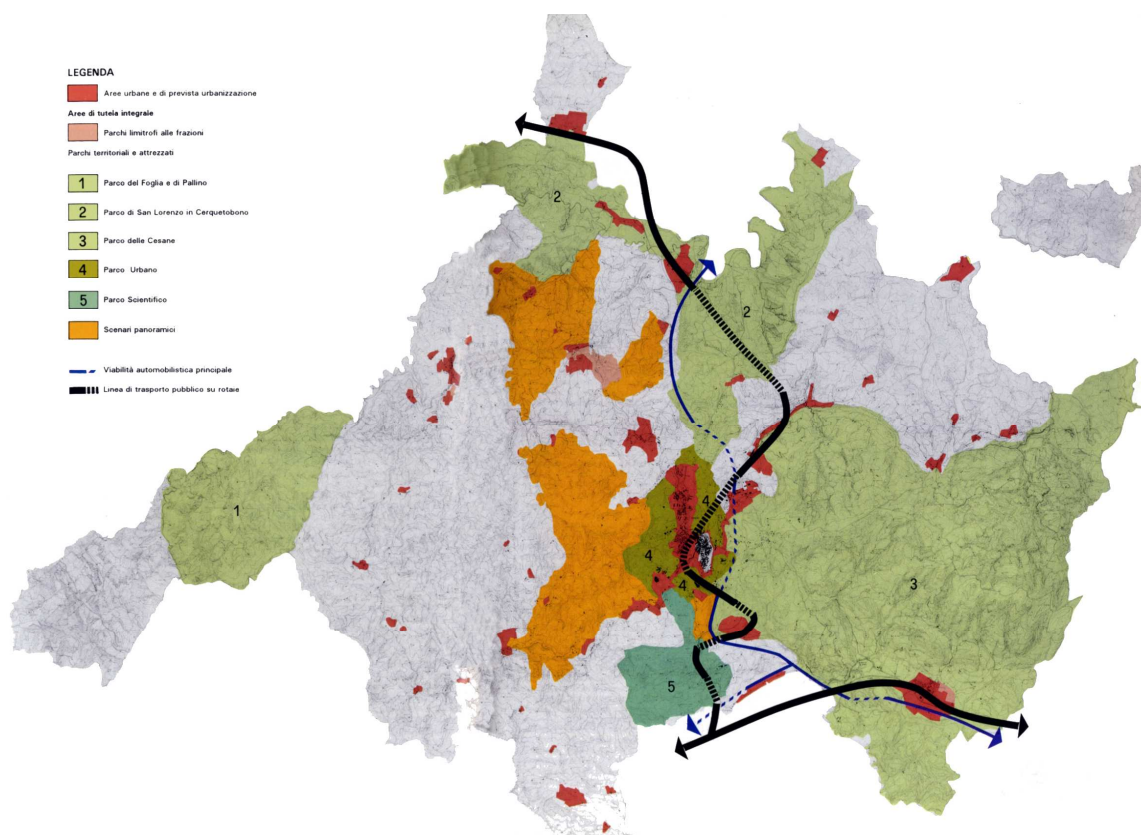 LEGENDA
Aree urbane e di prevista urbanizzazione
Aree di tutela integrale
Parchi limitrofi alle frazioni
Parchi territoriali e attrezzati
1 Parco del Foglia e di Pallino
2 Parco di San Lorenzo in Cerquetobono
3 Parco delle Cesane
4 Parco Urbano
5 Parco Scientifico
Scenari panoramici
Viabilità automobilistica principale
Linea di trasporto pubblico su rotaie
2
2
1
4
4
3
4
5